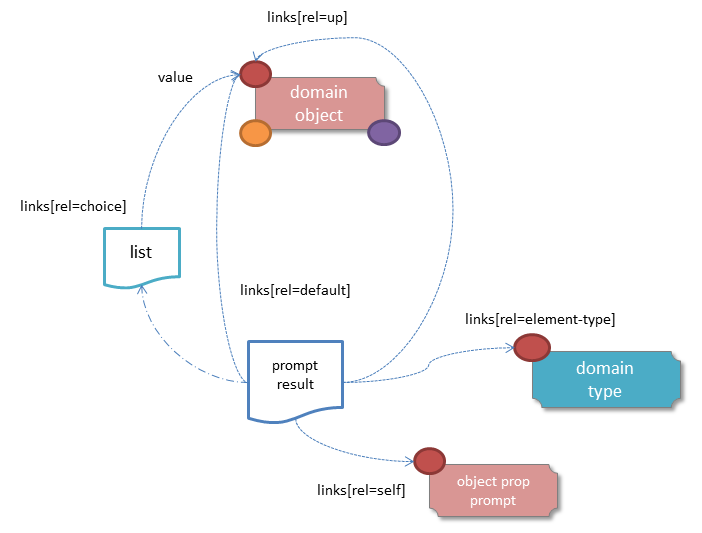 links[rel=up]
value
domain
object
links[rel=choice]
list
links[rel=default]
links[rel=element-type]
prompt
result
domain
type
links[rel=self]
object prop
prompt